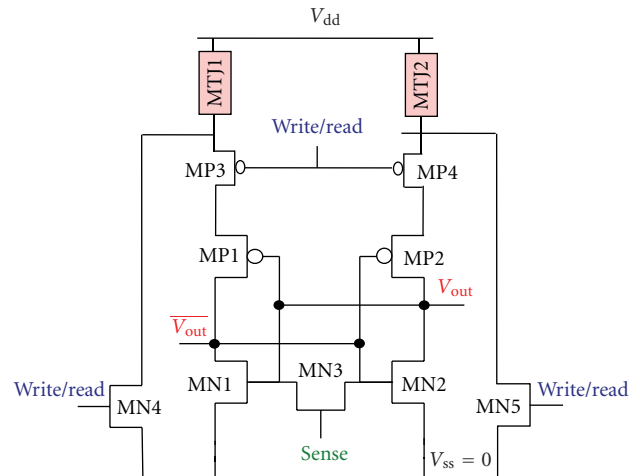 V_dd
MTJ1
MTJ2
Write/read
MP3
MP4
MP1
MP2
V_out
V̅_out
MN3
MN1
MN2
Write/read
MN4
MN5
Write/read
Sense
V_ss = 0